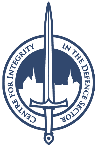 CENTRE FOR INTEGRITY
IN THE DEFENCE SECTOR